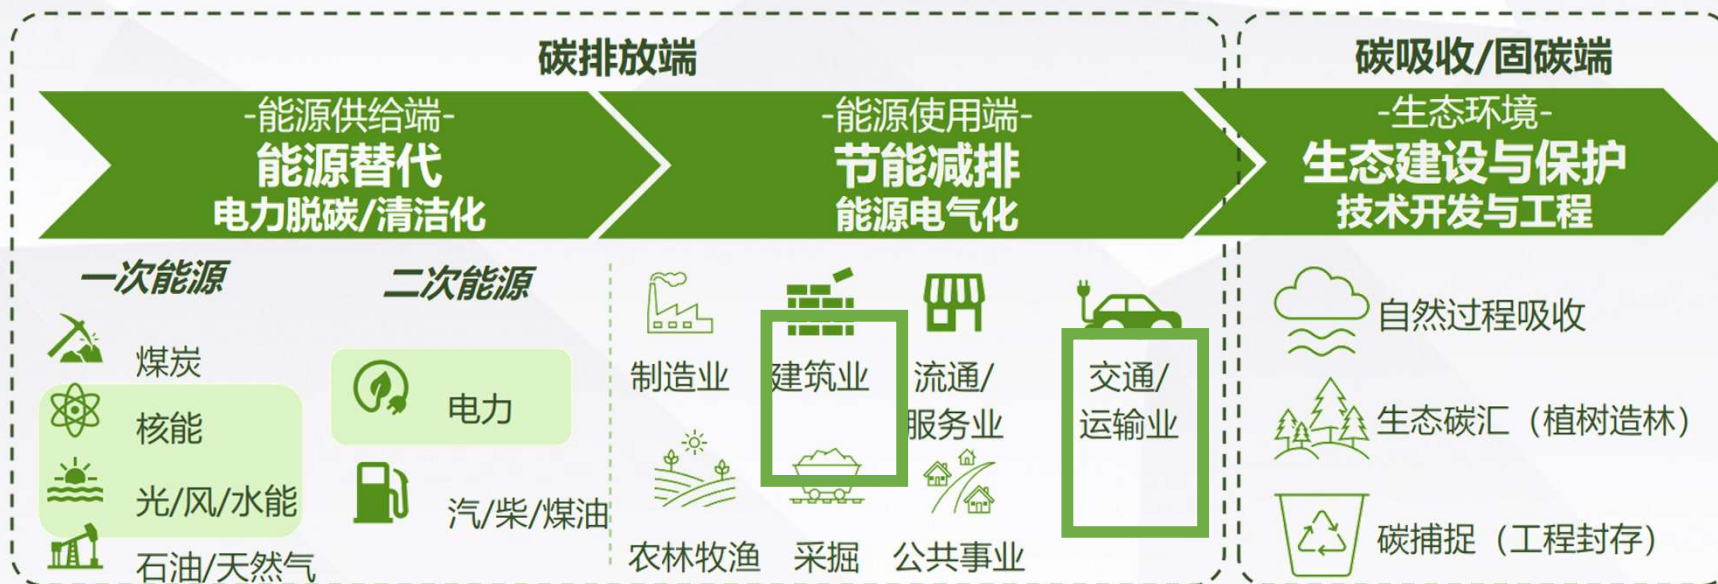 碳排放端
碳吸收/固碳端
-能源供给端-
能源替代
电力脱碳/清洁化
-能源使用端-
节能减排
能源电气化
-生态环境-
生态建设与保护
技术开发与工程
一次能源
煤炭
核能
光/风/水能
石油/天然气
二次能源
电力
汽/柴/煤油
制造业
建筑业
流通/
服务业
交通/
运输业
农林牧渔
采掘
公共事业
自然过程吸收
生态碳汇（植树造林）
碳捕捉（工程封存）